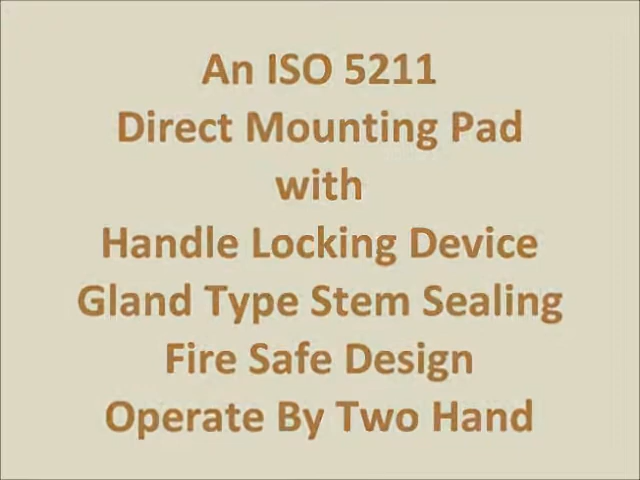 An ISO 5211
Direct Mounting Pad
with
Handle Locking Device
Gland Type Stem Sealing
Fire Safe Design
Operate By Two Hand